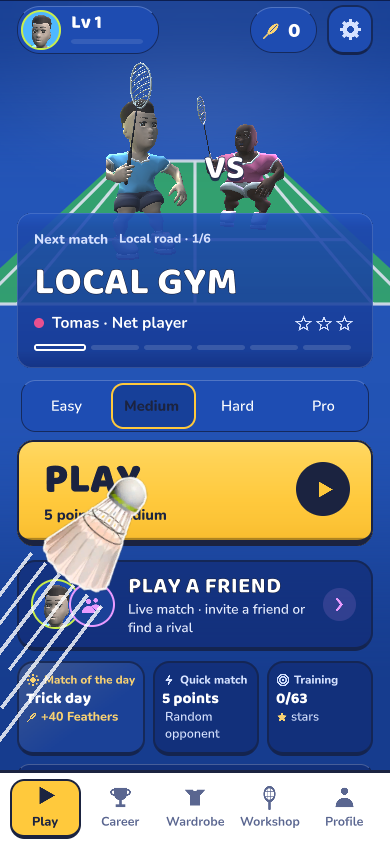 Lv 1
0
VS
Next match Local road · 1/6
LOCAL GYM
Tomas · Net player
Easy
Medium
Hard
Pro
PLAY
5
PLAY A FRIEND
Live match · invite a friend or
find a rival
Match of the day
Trick day
+40 Feathers
Quick match
5 points
Random
opponent
Training
0/63
stars
Play
Career
Wardrobe
Workshop
Profile